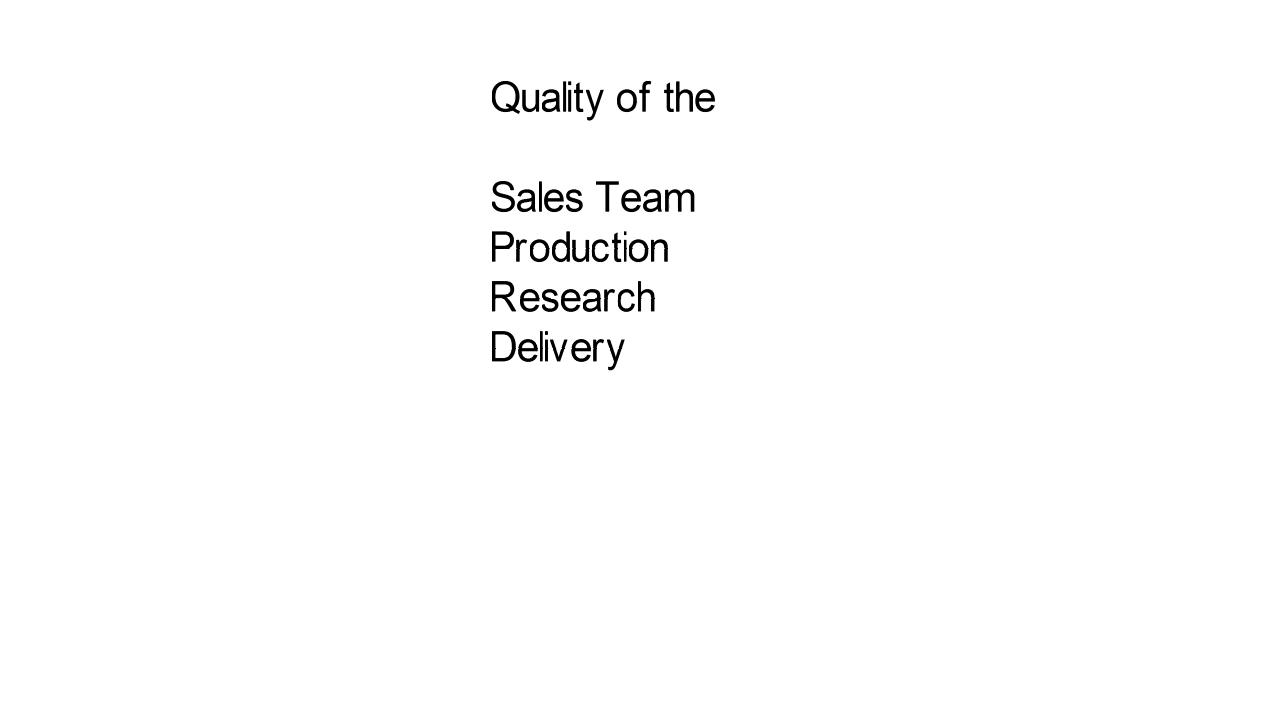 Quality of the
Sales Team
Production
Research
Delivery